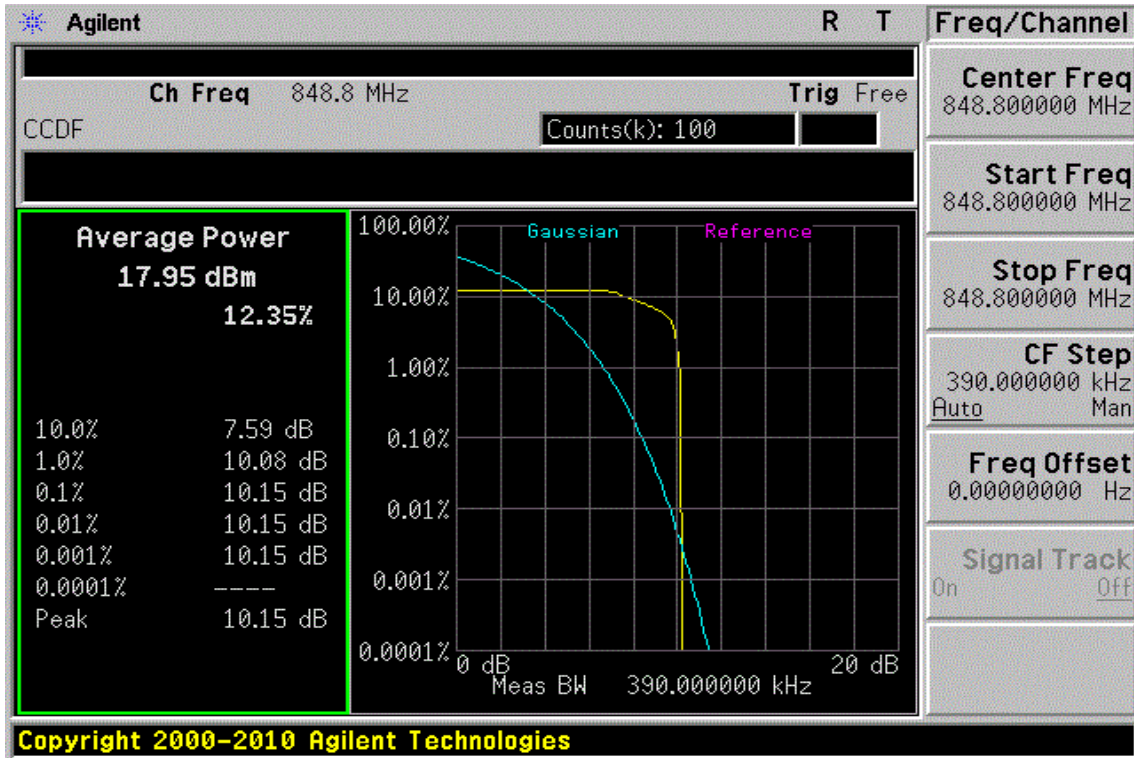 Agilent R T
Ch Freq 848.8 MHz Trig Free
CCDF
Counts(k): 100
Average Power
17.95 dBm
12.35%
10.0% 7.59 dB
1.0% 10.08 dB
0.1% 10.15 dB
0.01% 10.15 dB
0.001% 10.15 dB
0.0001% ----
Peak 10.15 dB
Gaussian Reference
100.00%
10.00%
1.00%
0.10%
0.01%
0.001%
0.0001%
0 dB 20 dB
Meas BW 390.000000 kHz
Freq/Channel
Center Freq
848.800000 MHz
Start Freq
848.800000 MHz
Stop Freq
848.800000 MHz
CF Step
390.000000 kHz
Auto Man
Freq Offset
0.00000000 Hz
Signal Track
On Off
Copyright 2000-2010 Agilent Technologies